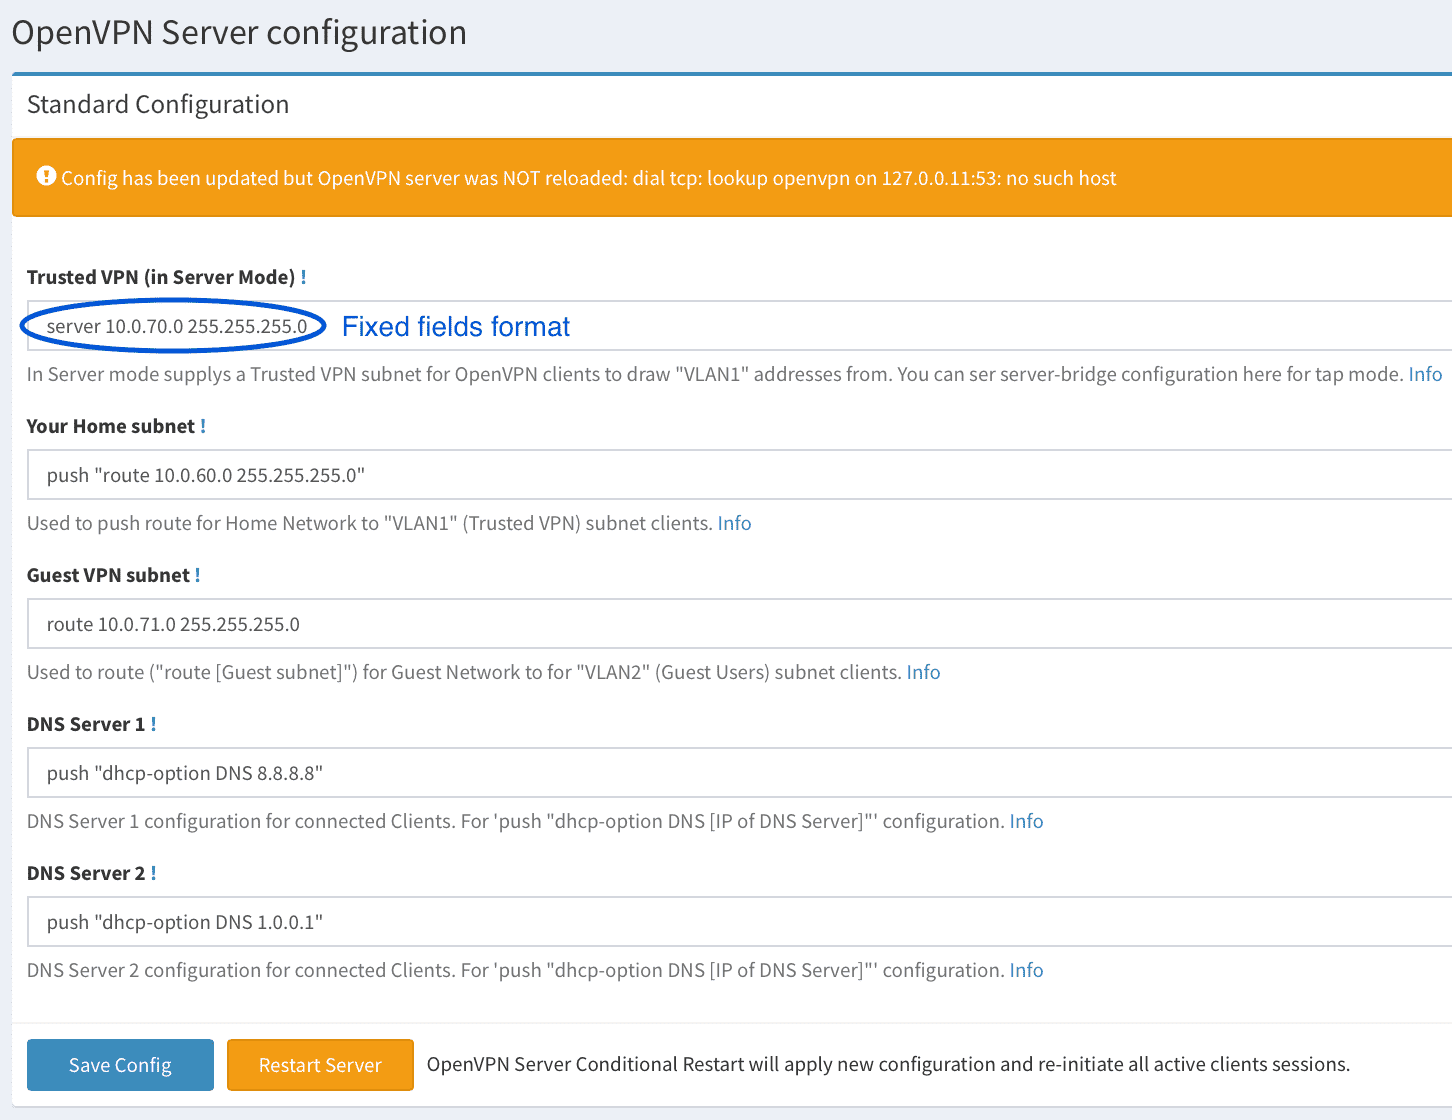 OpenVPN Server configuration
Standard Configuration
! Config has been updated but OpenVPN server was NOT reloaded: dial tcp: lookup openvpn on 127.0.0.11:53: no such host
Trusted VPN (in Server Mode) !
server 10.0.70.0 255.255.255.0 Fixed fields format
In Server mode supplys a Trusted VPN subnet for OpenVPN clients to draw "VLAN1" addresses from. You can ser server-bridge configuration here for tap mode. Info
Your Home subnet !
push "route 10.0.60.0 255.255.255.0"
Used to push route for Home Network to "VLAN1" (Trusted VPN) subnet clients. Info
Guest VPN subnet !
route 10.0.71.0 255.255.255.0
Used to route ("route [Guest subnet]") for Guest Network to for "VLAN2" (Guest Users) subnet clients. Info
DNS Server 1 !
push "dhcp-option DNS 8.8.8.8"
DNS Server 1 configuration for connected Clients. For 'push "dhcp-option DNS [IP of DNS Server]"' configuration. Info
DNS Server 2 !
push "dhcp-option DNS 1.0.0.1"
DNS Server 2 configuration for connected Clients. For 'push "dhcp-option DNS [IP of DNS Server]"' configuration. Info
Save Config Restart Server OpenVPN Server Conditional Restart will apply new configuration and re-initiate all active clients sessions.